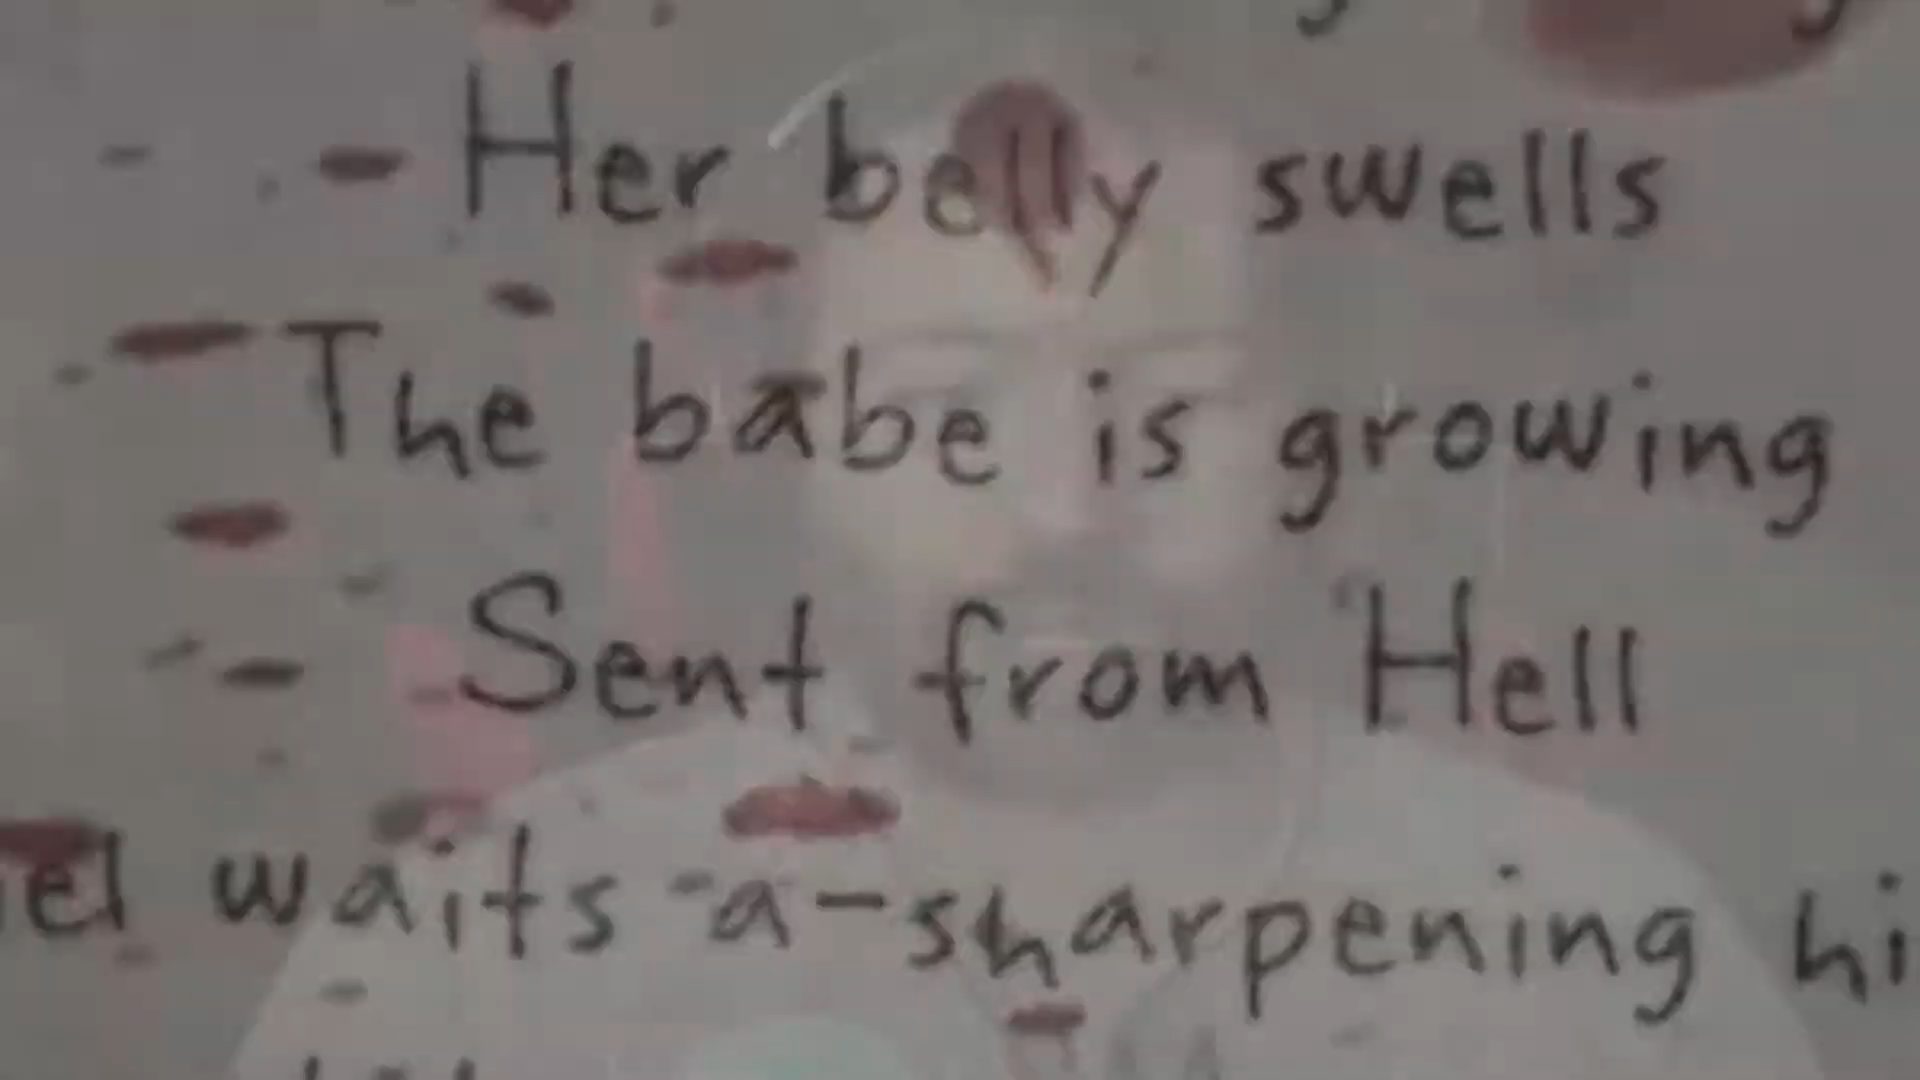 Her belly swells
The babe is growing
Sent from Hell
waits -a-sharpening